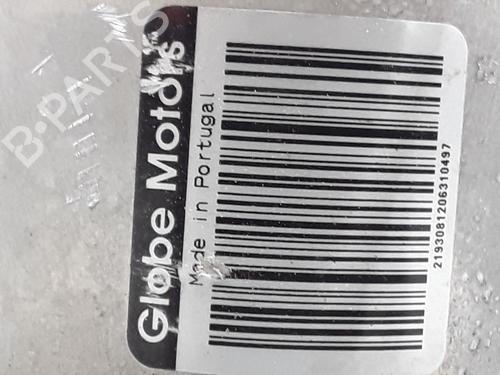 Globe Motors
Made in Portugal
2193081206310497
B-PARTS